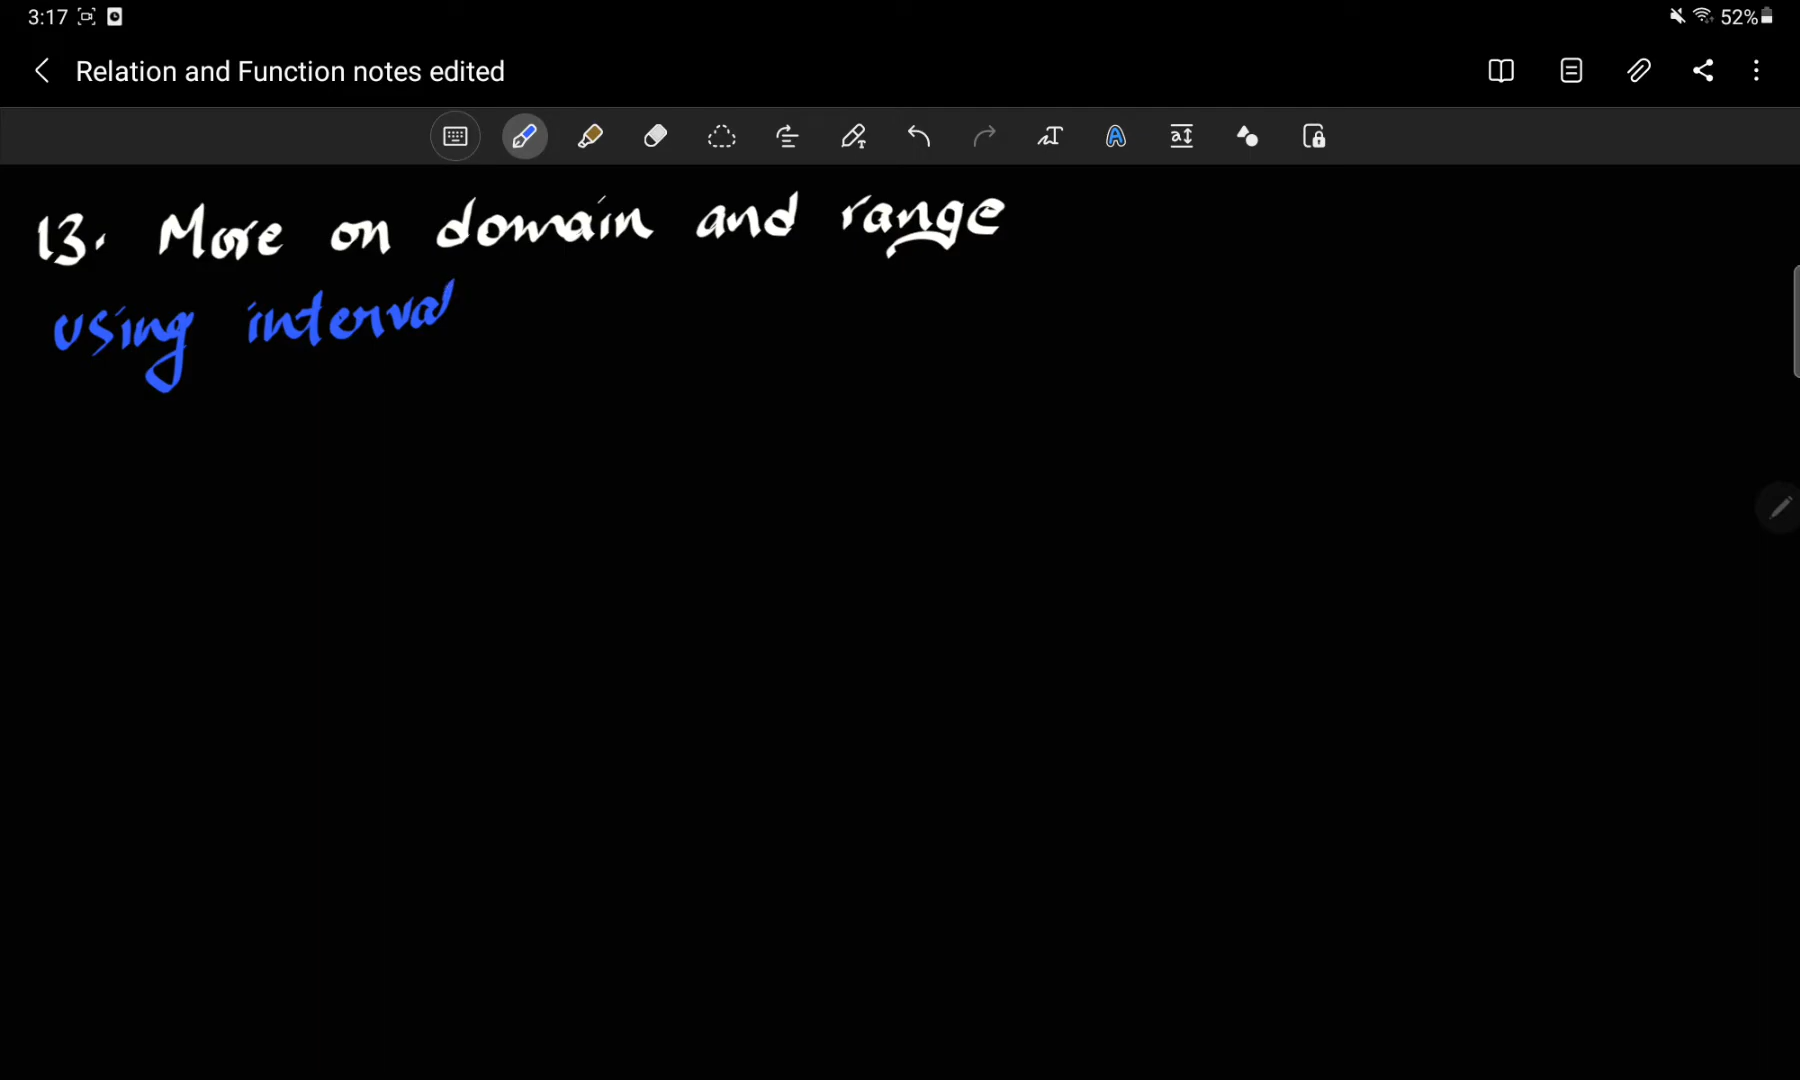 3:17 52%
Relation and Function notes edited
13. More on domain and range
using interval